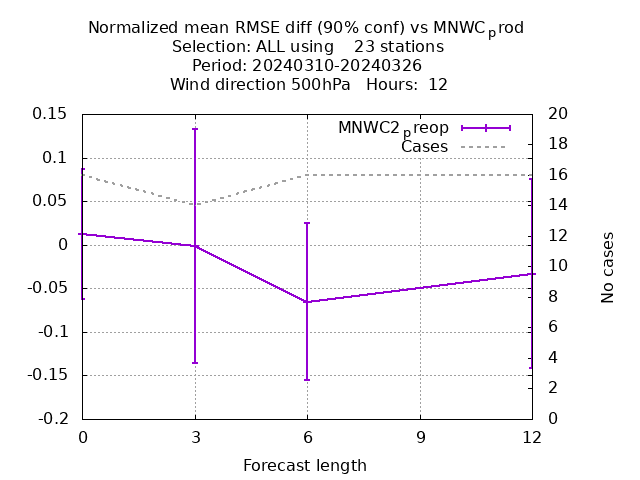 Normalized mean RMSE diff (90% conf) vs MNWCprod
Selection: ALL using    23 stations
Period: 20240310-20240326
Wind direction 500hPa   Hours:  12
MNWC2preop
Cases
0.15
0.1
0.05
0
-0.05
-0.1
-0.15
-0.2
20
18
16
14
12
10
8
6
4
2
0
No cases
0 3 6 9 12
Forecast length